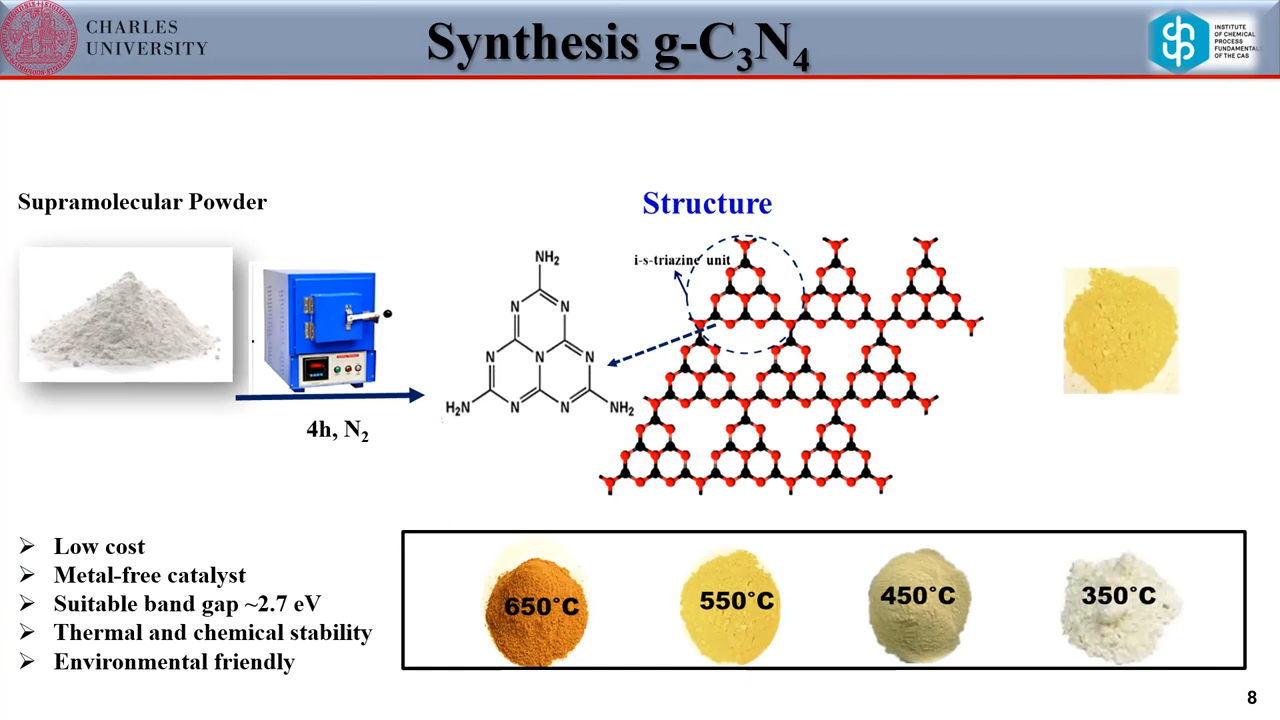 CHARLES
UNIVERSITY
Synthesis g-C₃N₄
INSTITUTE
OF CHEMICAL
PROCESS
FUNDAMENTALS
OF THE CAS
Supramolecular Powder
Structure
i-s-triazine unit
4h, N₂
NH₂
N N
N N N
H₂N N N NH₂
➢ Low cost
➢ Metal-free catalyst
➢ Suitable band gap ~2.7 eV
➢ Thermal and chemical stability
➢ Environmental friendly
650°C 550°C 450°C 350°C
8